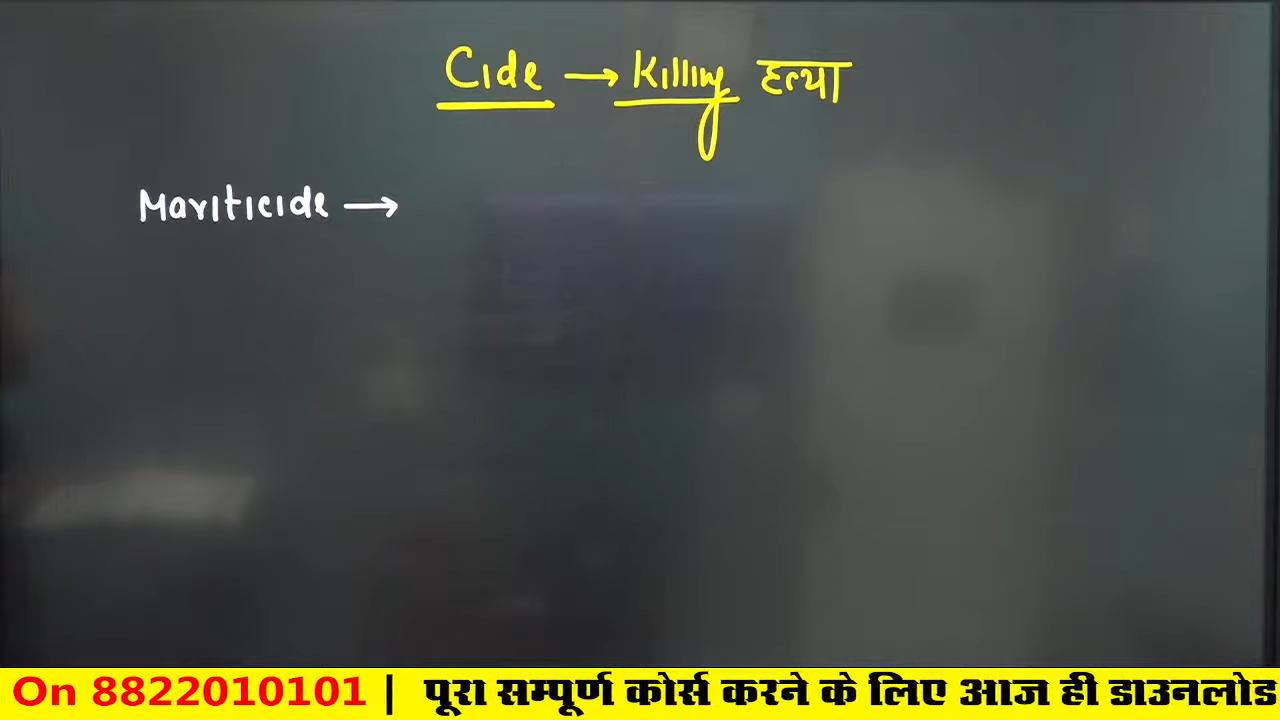 Cide → Killing हत्या
Mariticide →
On 8822010101 | पूरा सम्पूर्ण कोर्स करने के लिए आज ही डाउनलोड